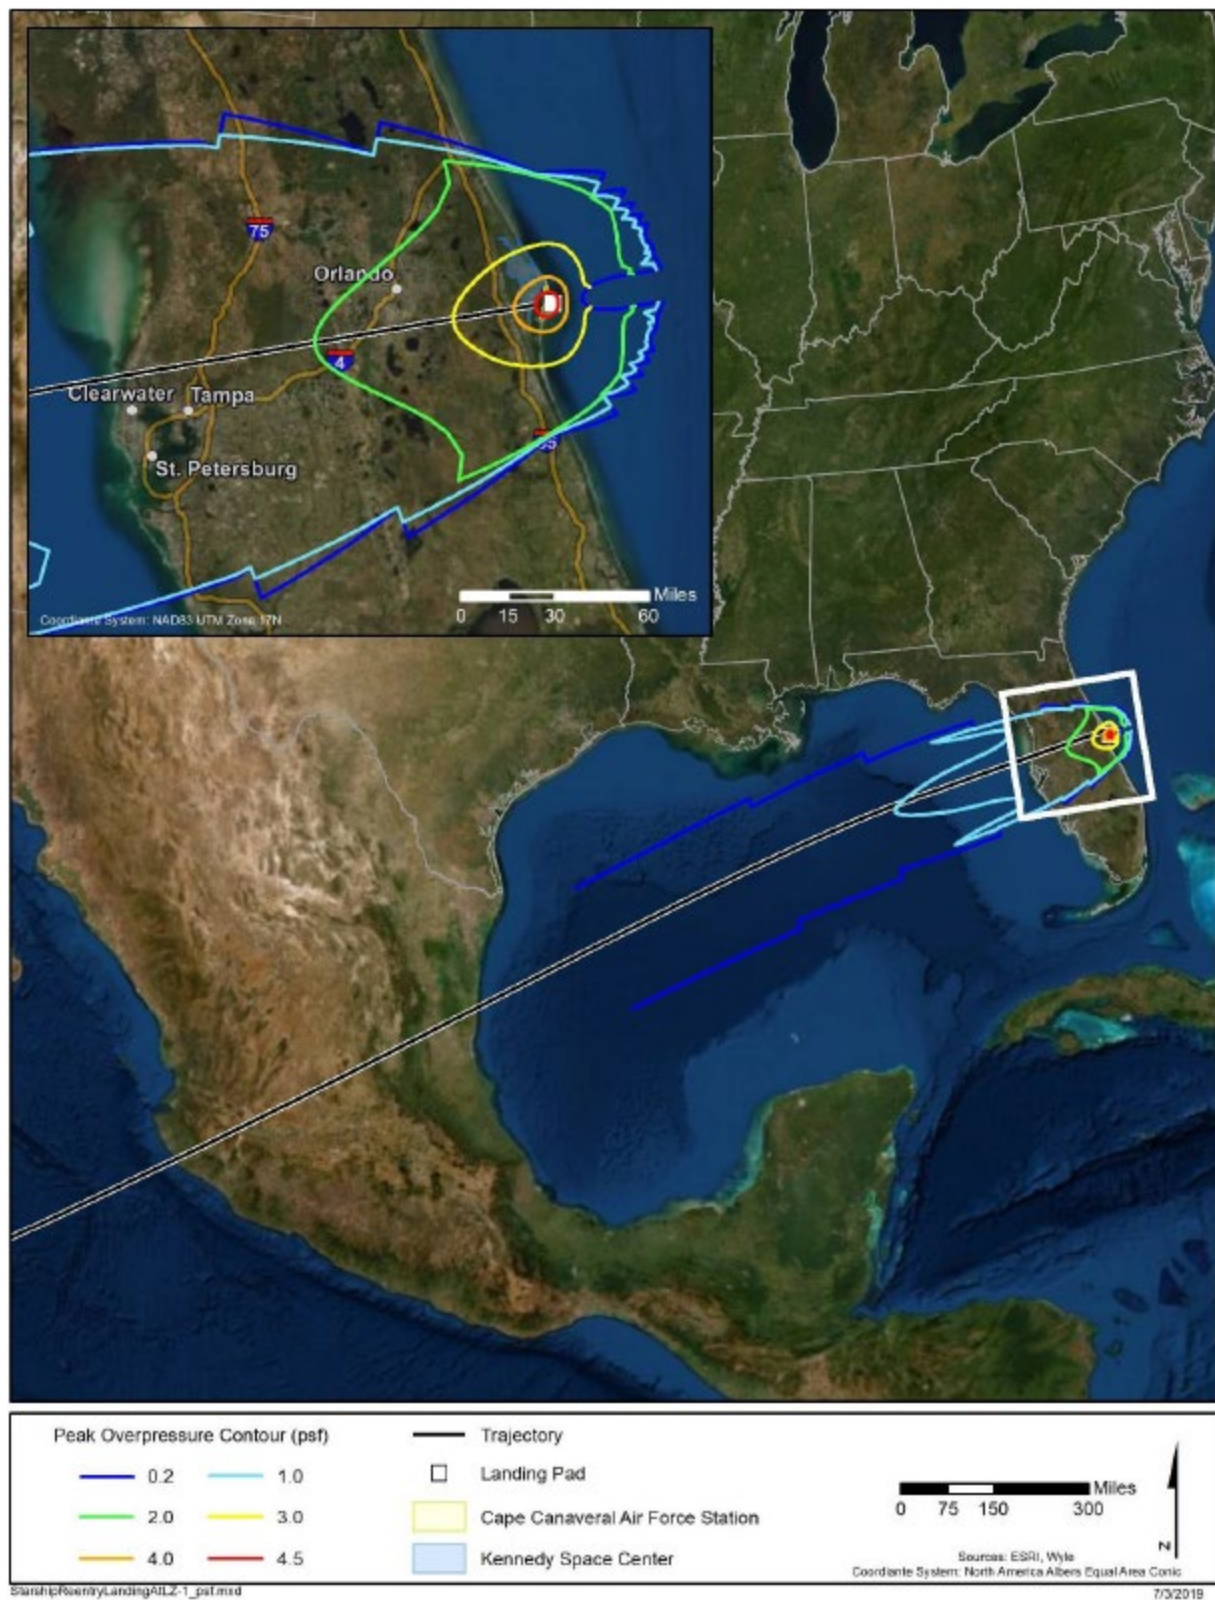 75
Orlando
4
Clearwater
Tampa
St. Petersburg
95
Miles
0 15 30 60
Coordiante System: NAD83 UTM Zone 17N
Peak Overpressure Contour (psf)
0.2
1.0
2.0
3.0
4.0
4.5
Trajectory
Landing Pad
Cape Canaveral Air Force Station
Kennedy Space Center
Miles
0 75 150 300
N
Sources: ESRI, Wyle
Coordiante System: North America Albers Equal Area Conic
StarshipReentryLandingAtLZ-1_psf.mxd
7/3/2019